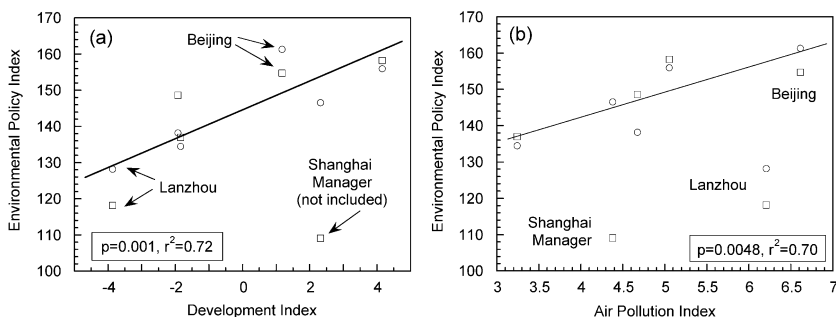 (a)
Environmental Policy Index
170
160
150
140
130
120
110
100
Beijing
Lanzhou
Shanghai
Manager
(not included)
p=0.001, r²=0.72
-4 -2 0 2 4
Development Index
(b)
Environmental Policy Index
170
160
150
140
130
120
110
100
Beijing
Lanzhou
Shanghai
Manager
p=0.0048, r²=0.70
3 3.5 4 4.5 5 5.5 6 6.5 7
Air Pollution Index